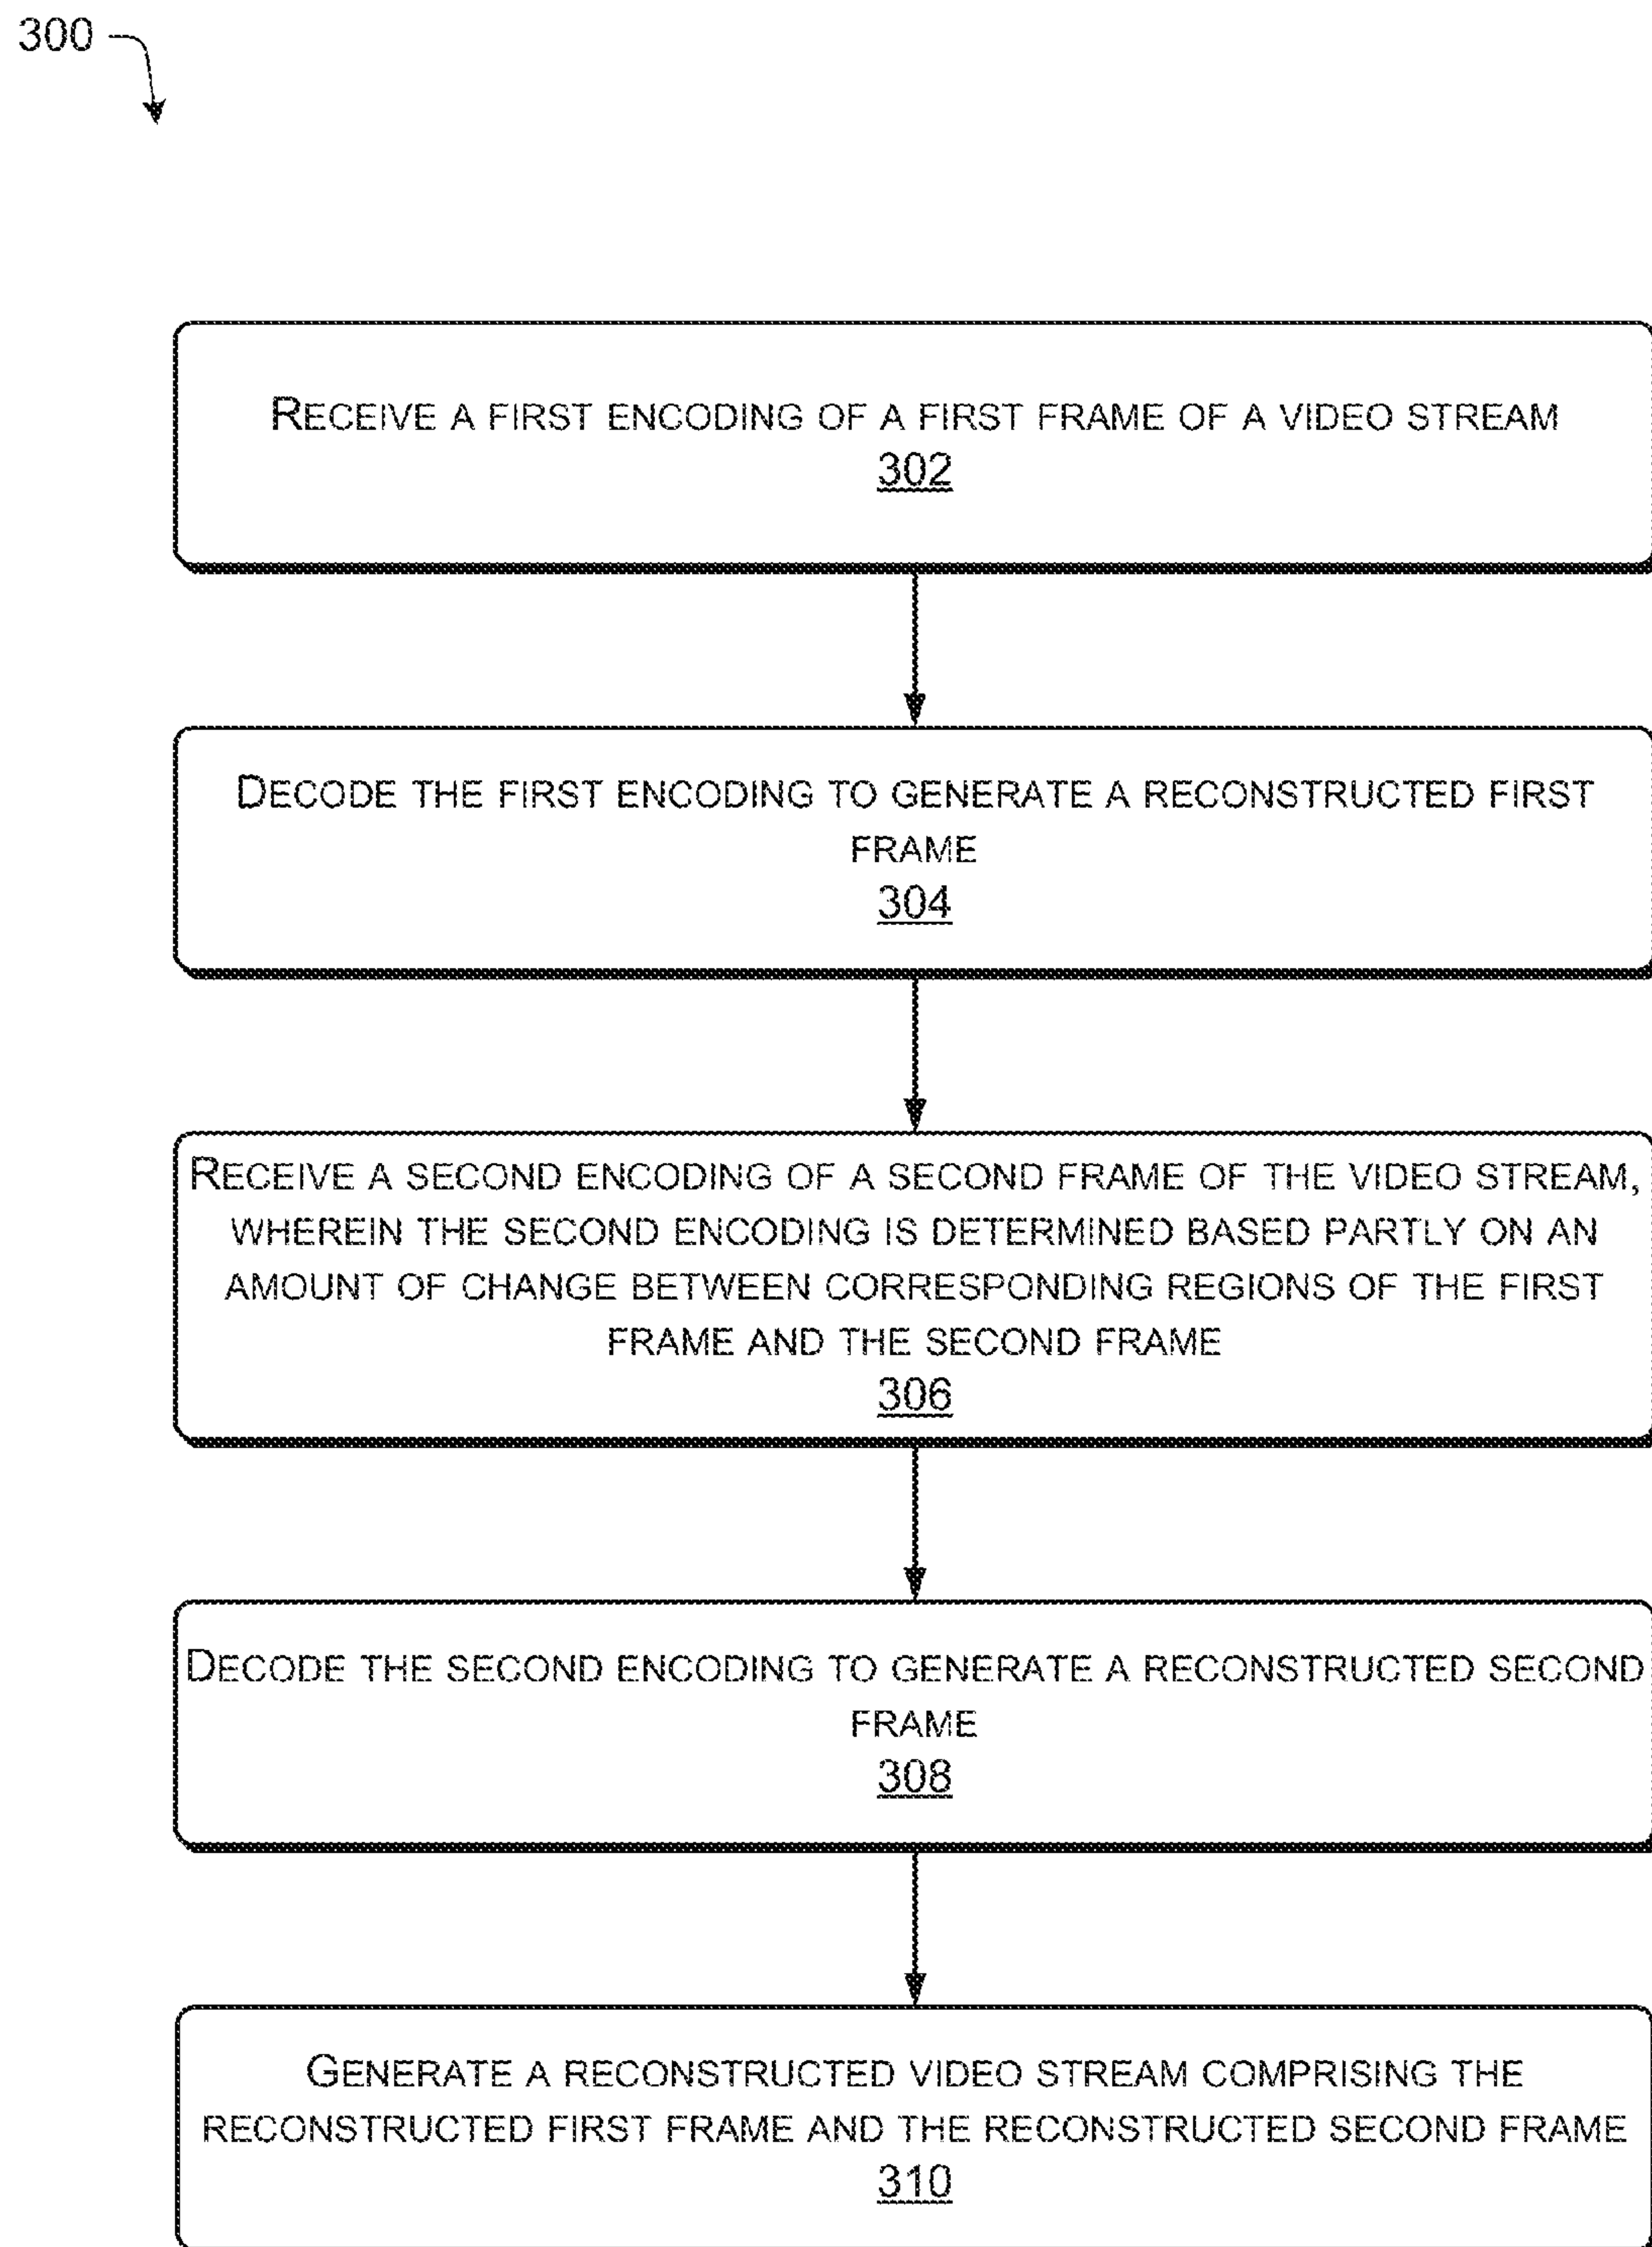 300
RECEIVE A FIRST ENCODING OF A FIRST FRAME OF A VIDEO STREAM
302
DECODE THE FIRST ENCODING TO GENERATE A RECONSTRUCTED FIRST
FRAME
304
RECEIVE A SECOND ENCODING OF A SECOND FRAME OF THE VIDEO STREAM,
WHEREIN THE SECOND ENCODING IS DETERMINED BASED PARTLY ON AN
AMOUNT OF CHANGE BETWEEN CORRESPONDING REGIONS OF THE FIRST
FRAME AND THE SECOND FRAME
306
DECODE THE SECOND ENCODING TO GENERATE A RECONSTRUCTED SECOND
FRAME
308
GENERATE A RECONSTRUCTED VIDEO STREAM COMPRISING THE
RECONSTRUCTED FIRST FRAME AND THE RECONSTRUCTED SECOND FRAME
310